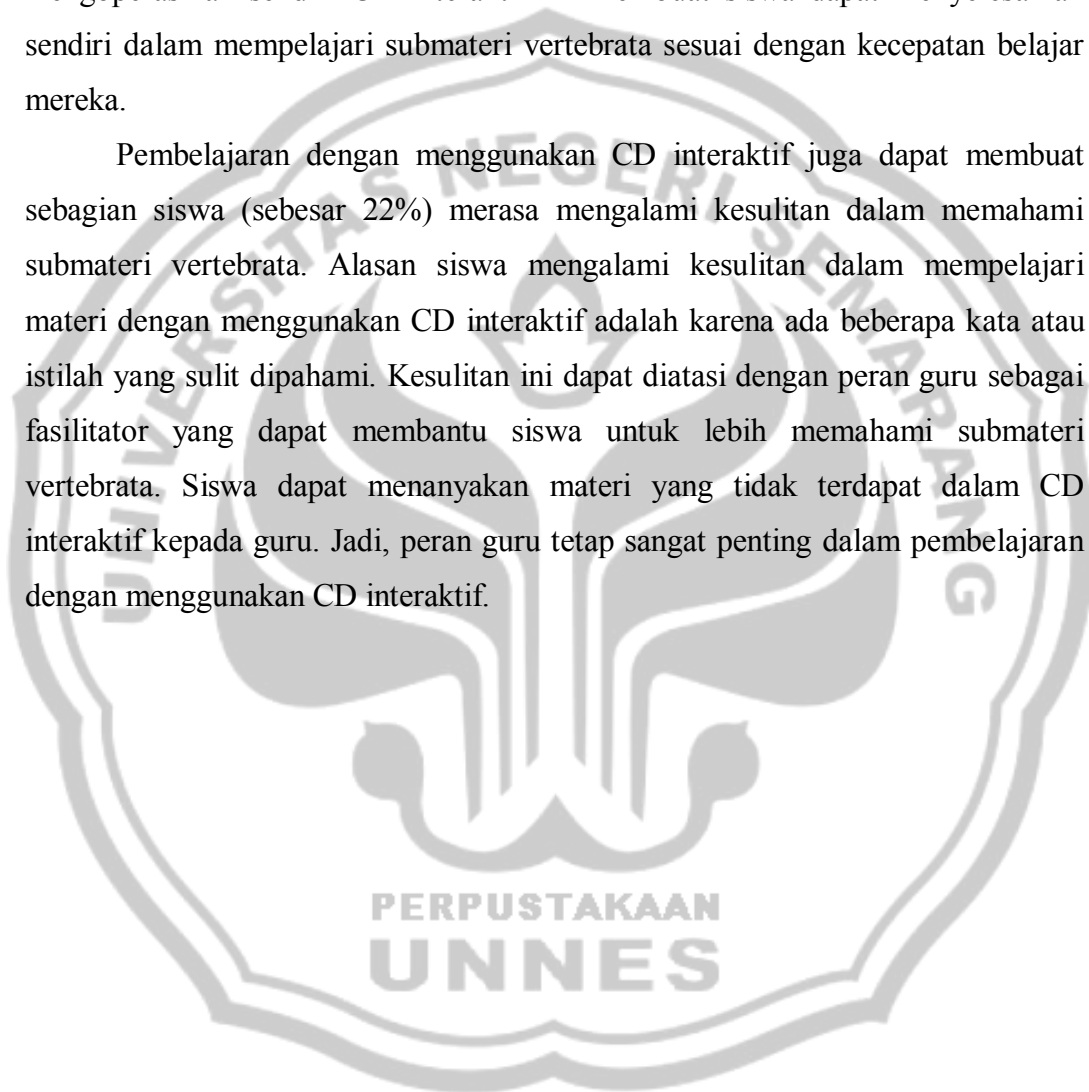 sendiri dalam mempelajari submateri vertebrata sesuai dengan kecepatan belajar
mereka.
Pembelajaran dengan menggunakan CD interaktif juga dapat membuat
sebagian siswa (sebesar 22%) merasa mengalami kesulitan dalam memahami
submateri vertebrata. Alasan siswa mengalami kesulitan dalam mempelajari
materi dengan menggunakan CD interaktif adalah karena ada beberapa kata atau
istilah yang sulit dipahami. Kesulitan ini dapat diatasi dengan peran guru sebagai
fasilitator yang dapat membantu siswa untuk lebih memahami submateri
vertebrata. Siswa dapat menanyakan materi yang tidak terdapat dalam CD
interaktif kepada guru. Jadi, peran guru tetap sangat penting dalam pembelajaran
dengan menggunakan CD interaktif.
UNIVERSITAS NEGERI SEMARANG
PERPUSTAKAAN
UNNES